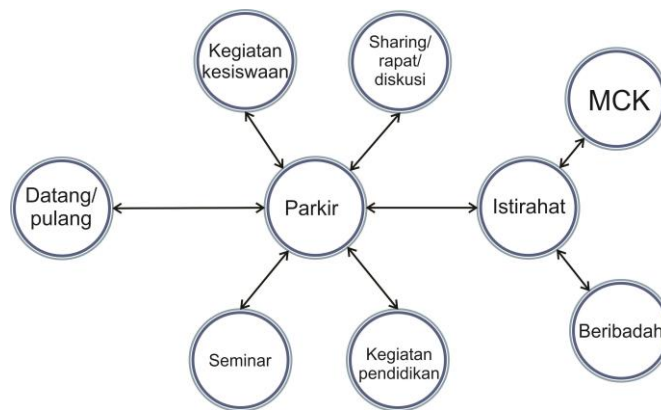 Kegiatan
kesiswaan
Sharing/
rapat/
diskusi
MCK
Datang/
pulang
Parkir
Istirahat
Seminar
Kegiatan
pendidikan
Beribadah